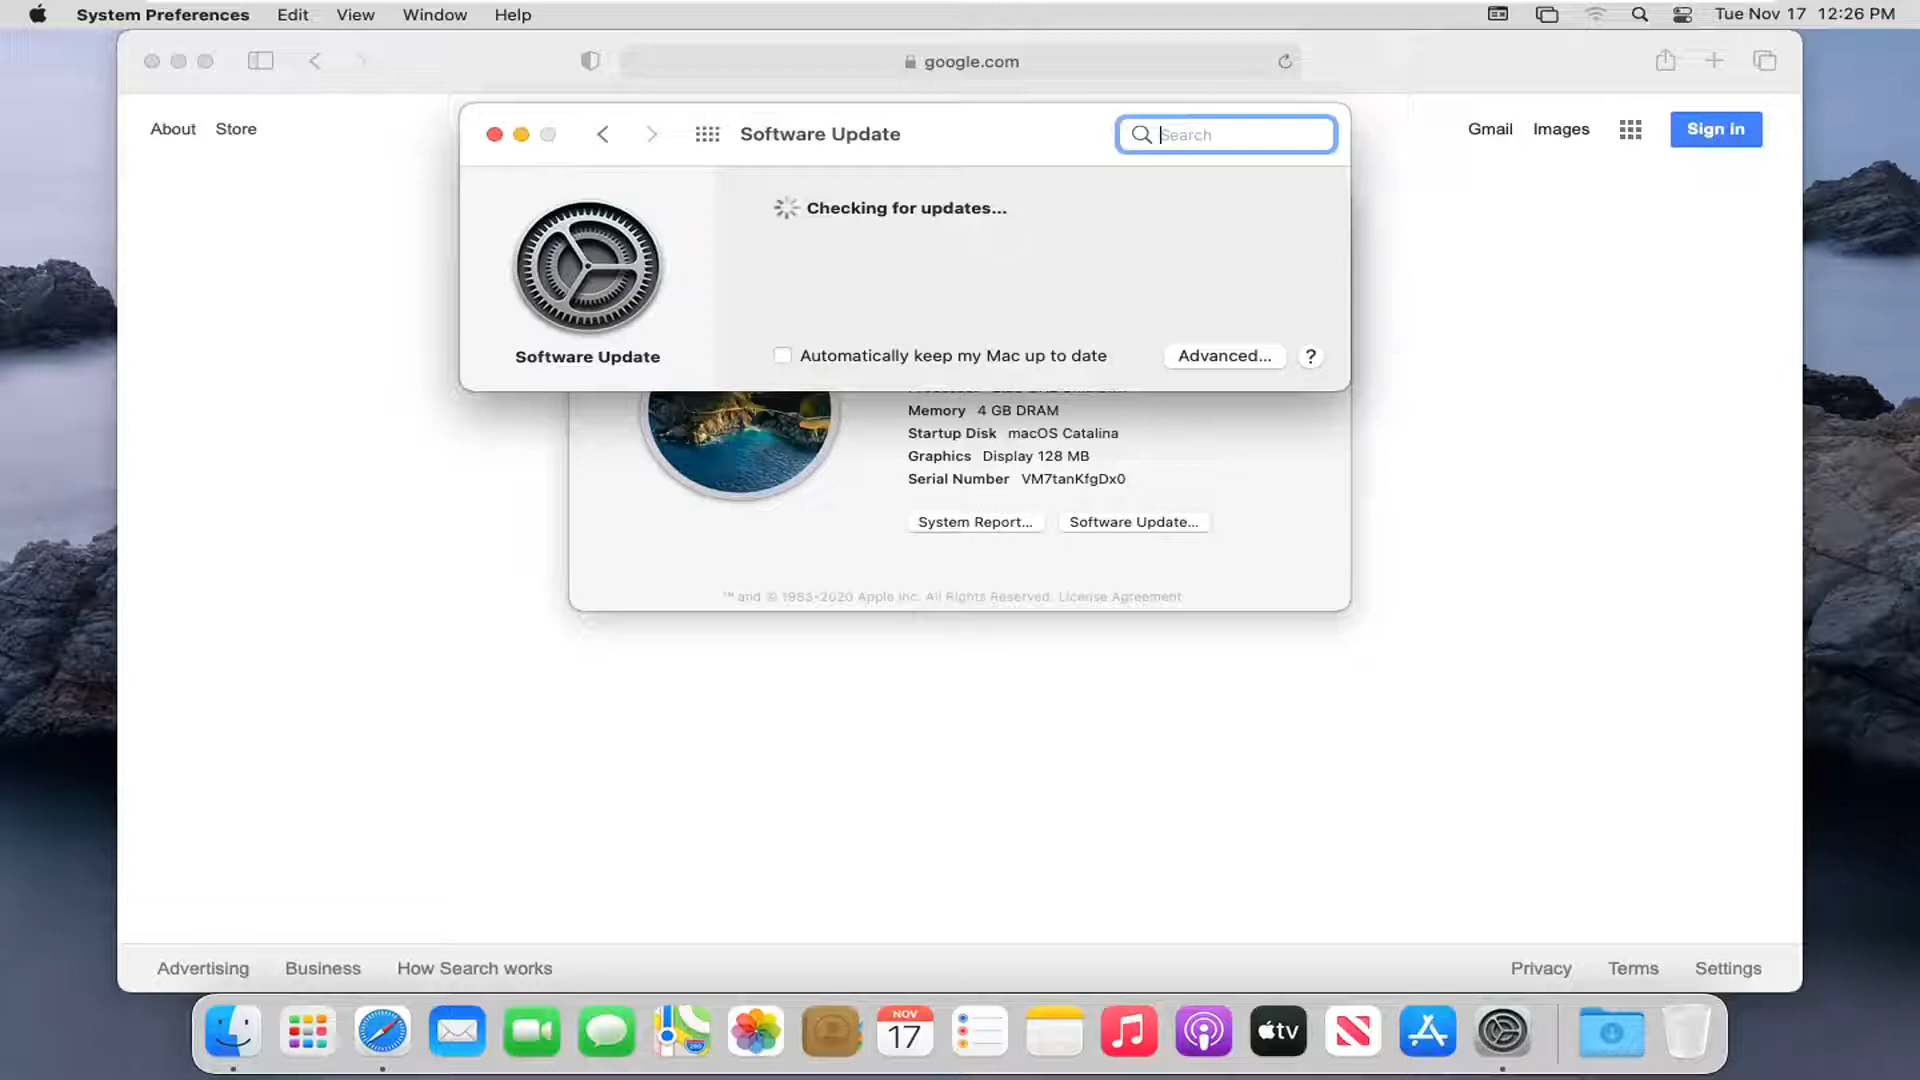 System Preferences Edit View Window Help Tue Nov 17 12:26 PM
google.com
About Store Gmail Images Sign in
Software Update Search
Checking for updates...
Software Update
Automatically keep my Mac up to date Advanced... ?
Memory 4 GB DRAM
Startup Disk macOS Catalina
Graphics Display 128 MB
Serial Number VM7tanKfgDx0
System Report... Software Update...
™ and © 1983-2020 Apple Inc. All Rights Reserved. License Agreement
Advertising Business How Search works Privacy Terms Settings
NOV
17
tv